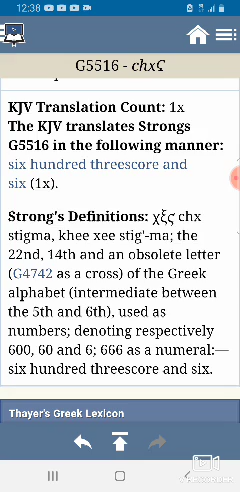 12:38
G5516 - chxϚ
KJV Translation Count: 1x
The KJV translates Strongs
G5516 in the following manner:
six hundred threescore and
six (1x).
Strong's Definitions: χξϛ chx
stigma, khee xee stig'-ma; the
22nd, 14th and an obsolete letter
(G4742 as a cross) of the Greek
alphabet (intermediate between
the 5th and 6th), used as
numbers; denoting respectively
600, 60 and 6; 666 as a numeral:—
six hundred threescore and six.
Thayer's Greek Lexicon